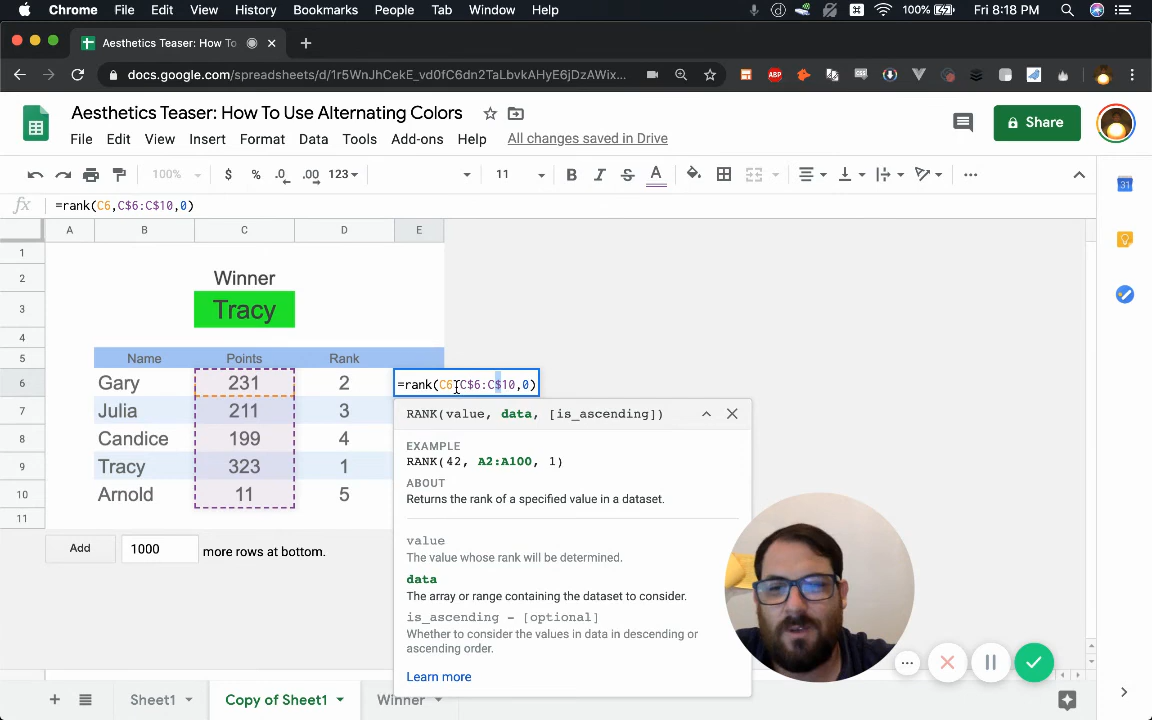 Chrome File Edit View History Bookmarks People Tab Window Help 100% Fri 8:18 PM
Aesthetics Teaser: How To
docs.google.com/spreadsheets/d/1r5WnJhCekE_vd0fC6dn2TaLbvkAHyE6jDzAWix...
ABP
Aesthetics Teaser: How To Use Alternating Colors
Share
File Edit View Insert Format Data Tools Add-ons Help All changes saved in Drive
100% $ % .0 .00 123 11 B I S A
31
fx =rank(C6,C$6:C$10,0)
A B C D E
1
2 Winner
3 Tracy
4
5 Name Points Rank
6 Gary 231 2 =rank(C6,C$6:C$10,0)
7 Julia 211 3
8 Candice 199 4
9 Tracy 323 1
10 Arnold 11 5
11
Add 1000 more rows at bottom.
RANK(value, data, [is_ascending])
EXAMPLE
RANK(42, A2:A100, 1)
ABOUT
Returns the rank of a specified value in a dataset.
value
The value whose rank will be determined.
data
The array or range containing the dataset to consider.
is_ascending - [optional]
Whether to consider the values in data in descending or
ascending order.
Learn more
Sheet1 Copy of Sheet1 Winner